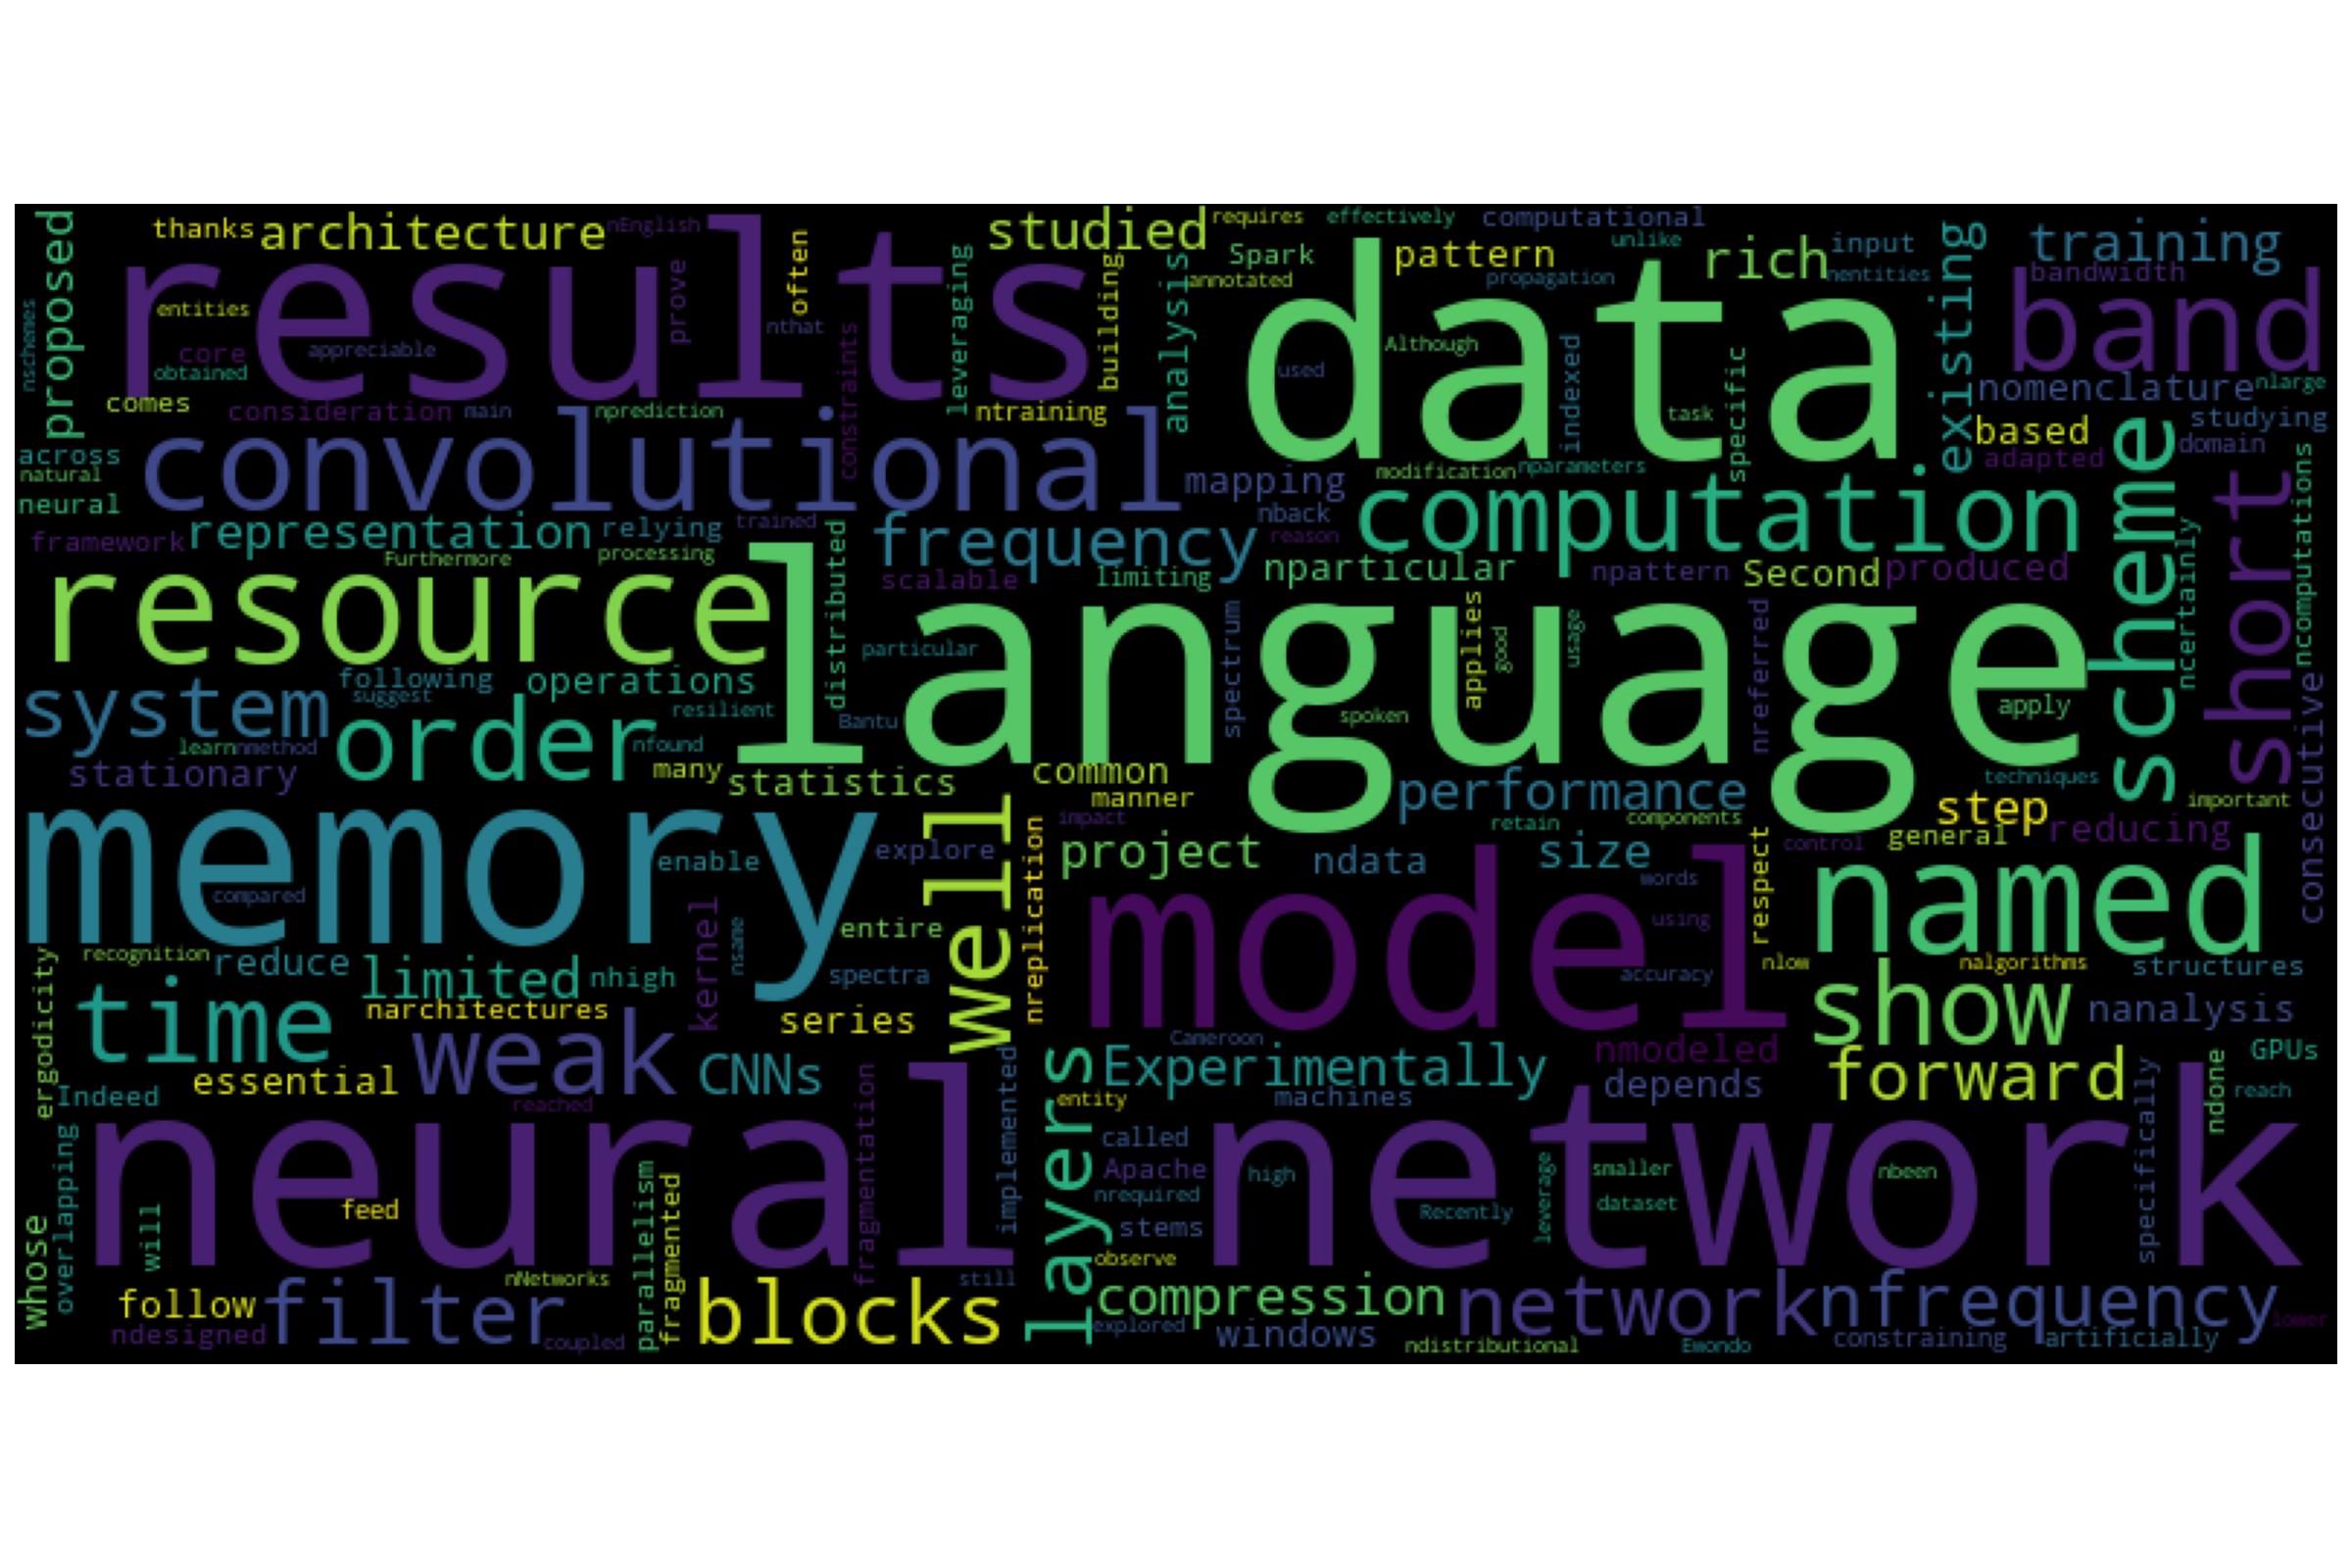 proposed
thanks
architecture
nEnglish
results
studied
requires
effectively
computational
Spark
pattern
unlike
rich
input
existing
training
often
leveraging
building
analysis
annotated
propagation
nentities
bandwidth
nschemes
entities
prove
nthat
data
band
core
appreciable
constraints
Although
indexed
obtained
used
specific
nomenclature
nlarge
comes
consideration
main
nprediction
ntraining
task
studying
convolutional
based
scheme
domain
across
adapted
natural
mapping
modification
nparameters
short
ncomputations
neural
nback
computation
representation
relying
trained
distributed
frequency
reason
framework
Furthermore
processing
scalable
limiting
nparticular
npattern
Second
produced
ncertainly
resource
language
particular
spectrum
applies
good
usage
nreferred
system
following
operations
suggest
resilient
Bantu
spoken
apply
consecutive
learn
nmethod
order
nfound
many
stationary
statistics
common
performance
techniques
manner
step
important
memory
well
nreplication
impact
retain
components
respect
control
general
reducing
enable
explore
project
ndata
size
words
named
compared
kernel
nsane
entire
model
using
ergodicity
recognition
reduce
limited
nhigh
spectra
accuracy
nlow
nalgorithms
structures
time
narchitectures
series
show
nanalysis
weak
Cameroon
nmodeled
GPUs
essential
CNNs
fragmentation
implemented
layers
Experimentally
depends
forward
specifically
ndone
reach
Indeed
reached
entity
machines
neural
network
overlapping
called
Apache
high
leverage
smaller
nbeen
whose
will
feed
parallelism
fragmented
nrequired
dataset
stems
Recently
observe
nNetworks
still
follow
filter
blocks
compression
network
nfrequency
ndesigned
coupled
explored
windows
ndistributional
Ewondo
constraining
artificially
lower